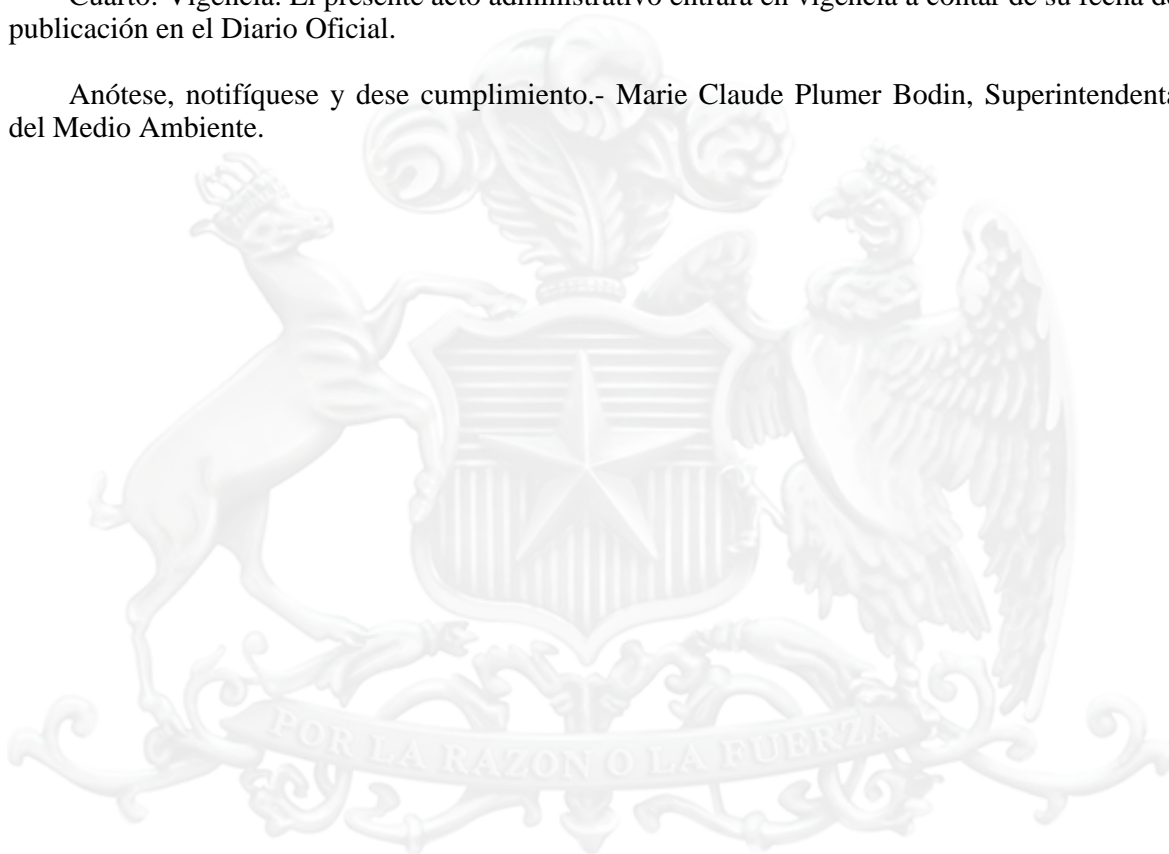 Cuarto: Vigencia. El presente acto administrativo entrará en vigencia a contar de su fecha de
publicación en el Diario Oficial.
Anótese, notifíquese y dese cumplimiento.- Marie Claude Plumer Bodin, Superintendenta
del Medio Ambiente.
POR LA RAZON O LA FUERZA